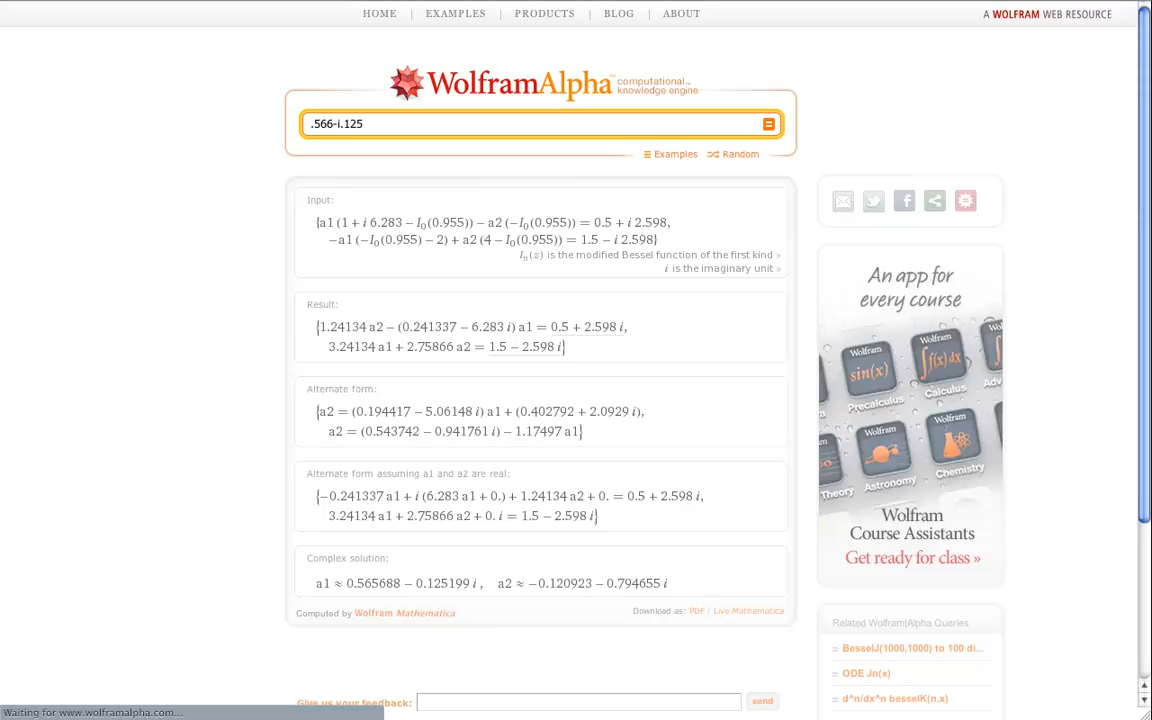 HOME | EXAMPLES | PRODUCTS | BLOG | ABOUT
A WOLFRAM WEB RESOURCE
WolframAlpha™ computational... knowledge engine
.566-i.125
Examples Random
Input:
{a1 (1 + i 6.283 − I₀(0.955)) − a2 (−I₀(0.955)) = 0.5 + i 2.598,
−a1 (−I₀(0.955) − 2) + a2 (4 − I₀(0.955)) = 1.5 − i 2.598}
Iₙ(z) is the modified Bessel function of the first kind »
i is the imaginary unit »
Result:
{1.24134 a2 − (0.241337 − 6.283 i) a1 = 0.5 + 2.598 i,
3.24134 a1 + 2.75866 a2 = 1.5 − 2.598 i}
Alternate form:
{a2 = (0.194417 − 5.06148 i) a1 + (0.402792 + 2.0929 i),
a2 = (0.543742 − 0.941761 i) − 1.17497 a1}
Alternate form assuming a1 and a2 are real:
{−0.241337 a1 + i (6.283 a1 + 0.) + 1.24134 a2 + 0. = 0.5 + 2.598 i,
3.24134 a1 + 2.75866 a2 + 0. i = 1.5 − 2.598 i}
Complex solution:
a1 ≈ 0.565688 − 0.125199 i , a2 ≈ −0.120923 − 0.794655 i
Computed by Wolfram Mathematica
Download as: PDF | Live Mathematica
Give us your feedback:
send
An app for
every course
Wolfram
sin(x)
Precalculus
Wolfram
∫f(x)dx
Calculus
Wo
Adv
Theory
Wolfram
Astronomy
Wolfram
Chemistry
Wolfram
Course Assistants
Get ready for class »
Related Wolfram|Alpha Queries
BesselJ(1000,1000) to 100 di...
ODE Jn(x)
d^n/dx^n besselK(n,x)
Waiting for www.wolframalpha.com...